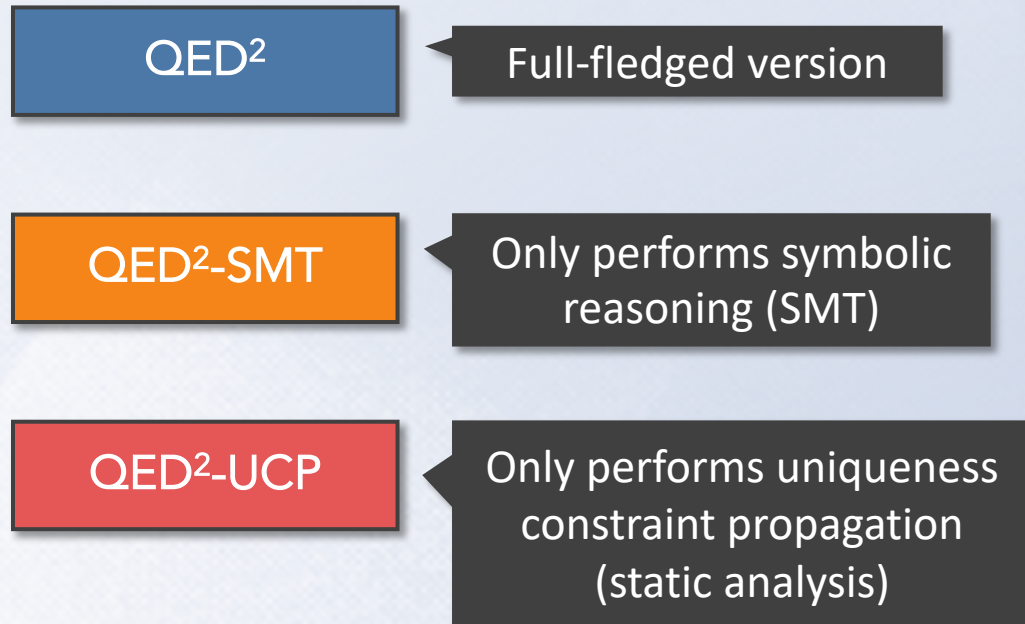 QED²
Full-fledged version
QED²-SMT
Only performs symbolic
reasoning (SMT)
QED²-UCP
Only performs uniqueness
constraint propagation
(static analysis)